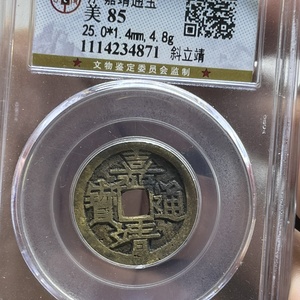 嘉靖通宝
美 85
25.0*1.4mm,4.8g
1114234871 斜立靖
文物鉴定委员会监制
嘉靖通寳